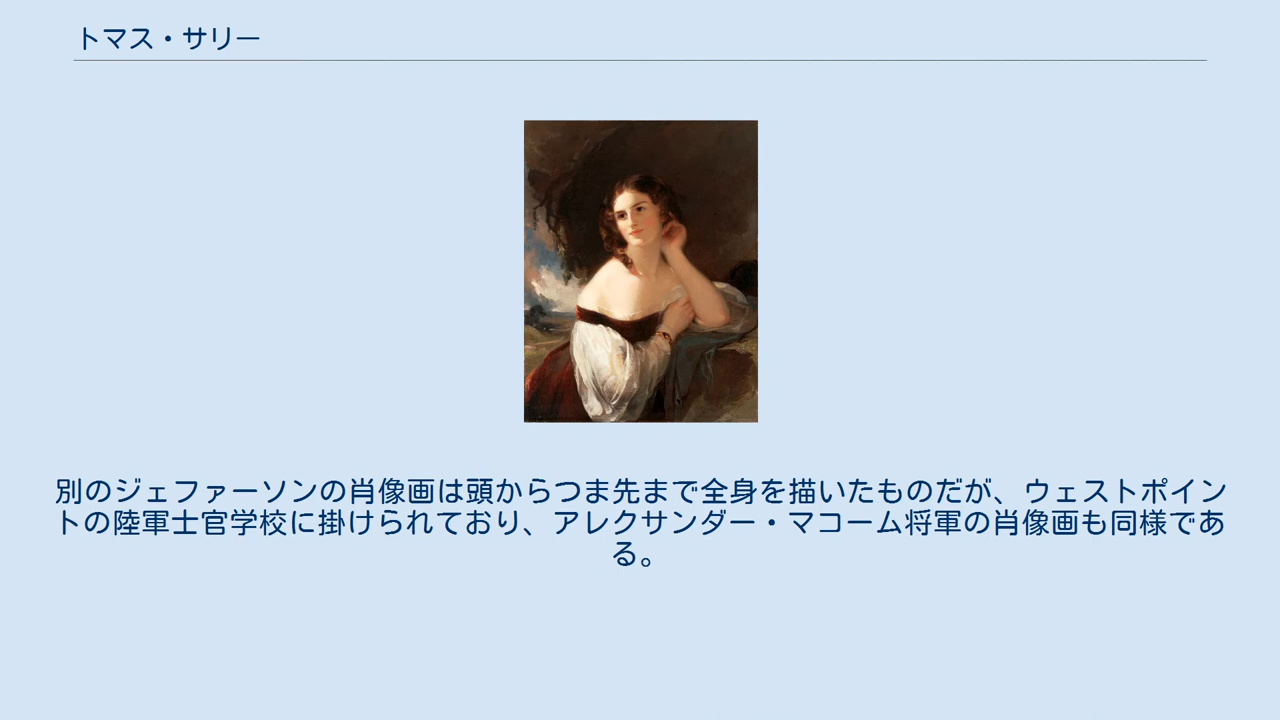 トマス・サリー
別のジェファーソンの肖像画は頭からつま先まで全身を描いたものだが、ウェストポイン
トの陸軍士官学校に掛けられており、アレクサンダー・マコーム将軍の肖像画も同様であ
る。